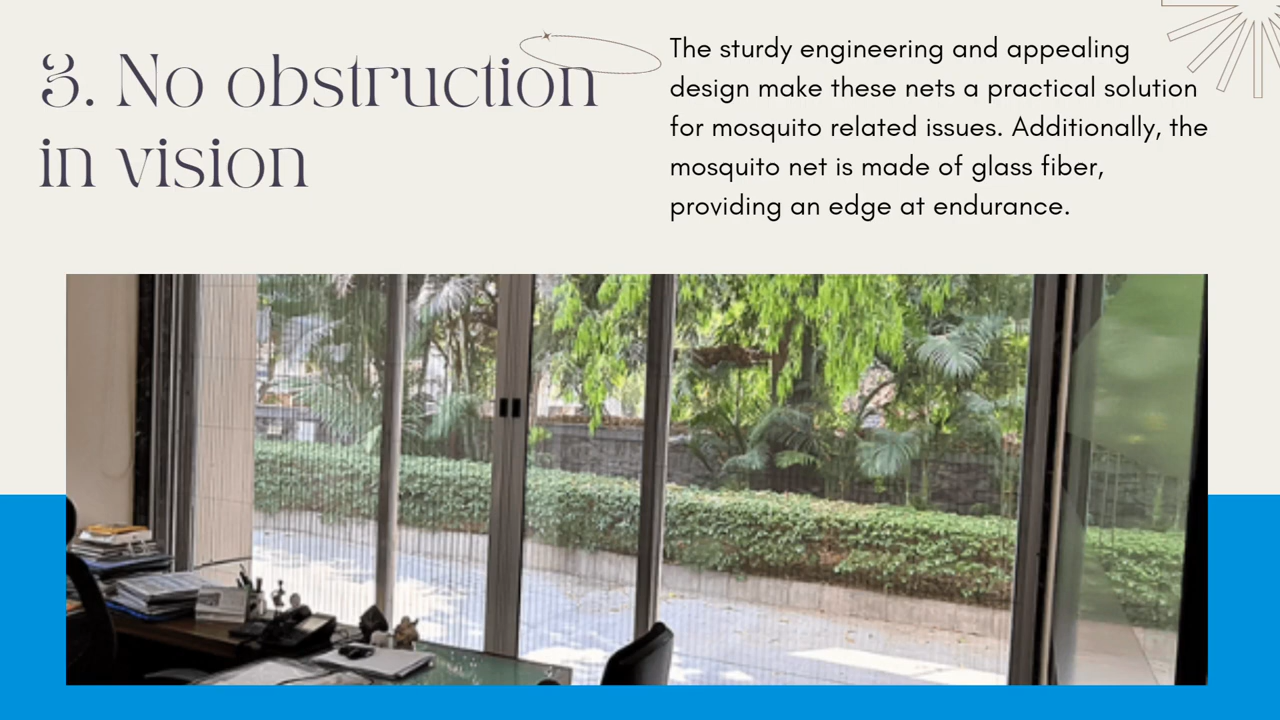 3. No obstruction
in vision
The sturdy engineering and appealing
design make these nets a practical solution
for mosquito related issues. Additionally, the
mosquito net is made of glass fiber,
providing an edge at endurance.